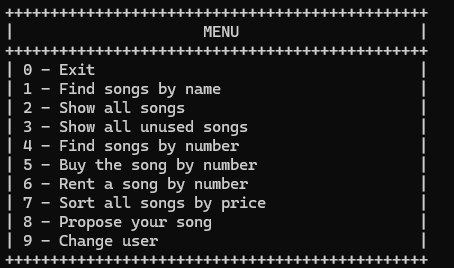 +++++++++++++++++++++++++++++++++++++++++++++++
|                     MENU                    |
+++++++++++++++++++++++++++++++++++++++++++++++
| 0 - Exit                                    |
| 1 - Find songs by name                      |
| 2 - Show all songs                          |
| 3 - Show all unused songs                   |
| 4 - Find songs by number                    |
| 5 - Buy the song by number                  |
| 6 - Rent a song by number                   |
| 7 - Sort all songs by price                 |
| 8 - Propose your song                       |
| 9 - Change user                             |
+++++++++++++++++++++++++++++++++++++++++++++++